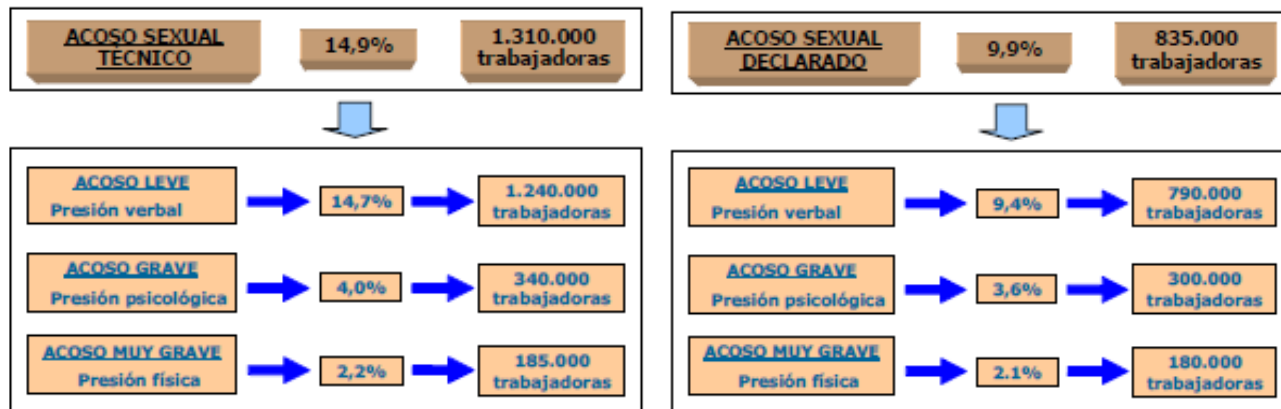 ACOSO SEXUAL
TÉCNICO
14,9%
1.310.000
trabajadoras
ACOSO LEVE
Presión verbal
14,7%
1.240.000
trabajadoras
ACOSO GRAVE
Presión psicológica
4,0%
340.000
trabajadoras
ACOSO MUY GRAVE
Presión física
2,2%
185.000
trabajadoras
ACOSO SEXUAL
DECLARADO
9,9%
835.000
trabajadoras
ACOSO LEVE
Presión verbal
9,4%
790.000
trabajadoras
ACOSO GRAVE
Presión psicológica
3,6%
300.000
trabajadoras
ACOSO MUY GRAVE
Presión física
2.1%
180.000
trabajadoras